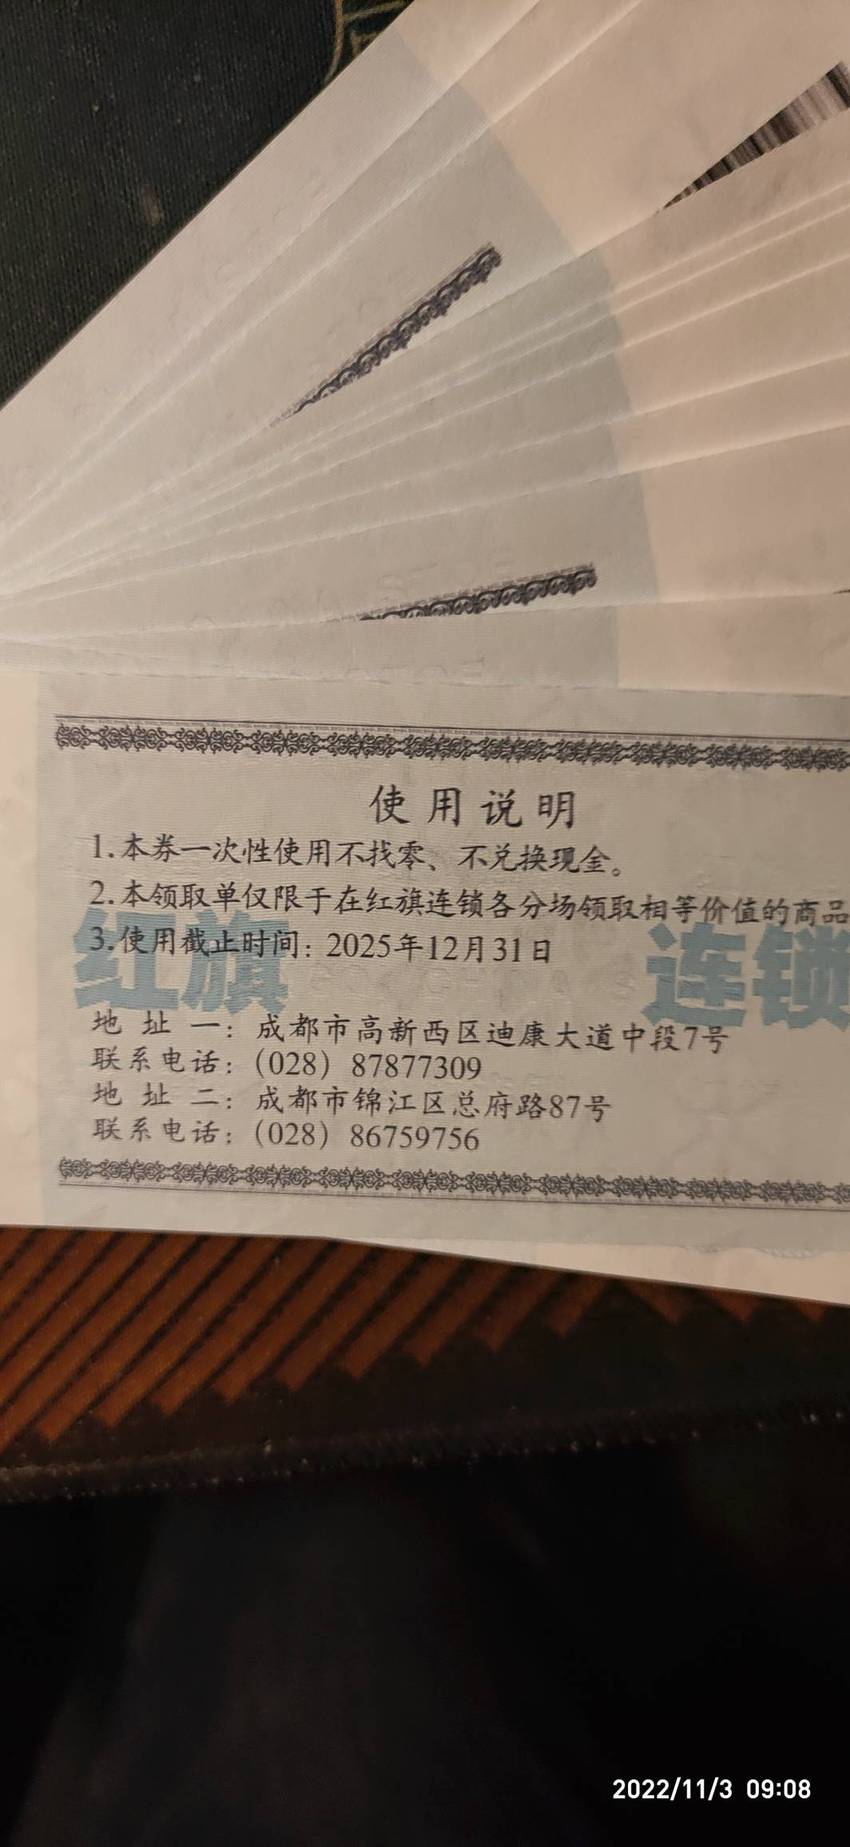 使用说明
1.本券一次性使用不找零、不兑换现金。
2.本领取单仅限于在红旗连锁各分场领取相等价值的商品
3.使用截止时间：2025年12月31日
红旗 连锁
地址一：成都市高新西区迪康大道中段7号
联系电话：（028）87877309
地址二：成都市锦江区总府路87号
联系电话：（028）86759756
2022/11/3 09:08